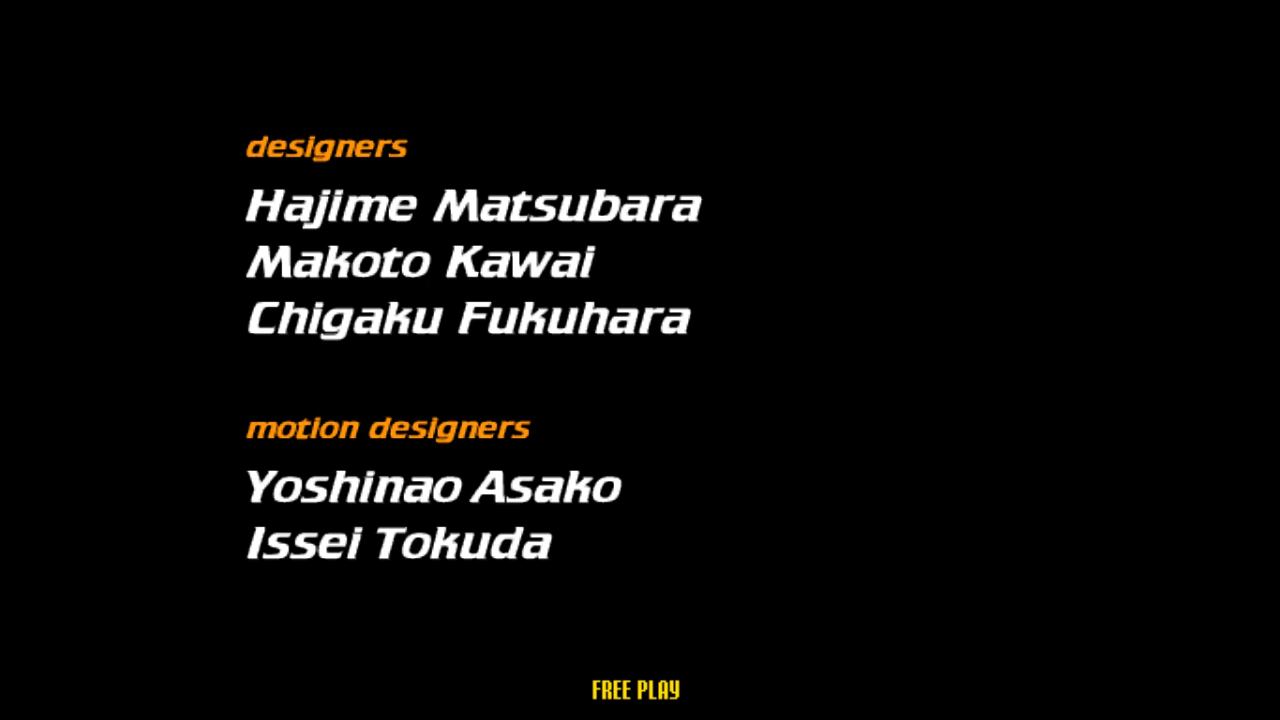 designers
Hajime Matsubara
Makoto Kawai
Chigaku Fukuhara
motion designers
Yoshinao Asako
Issei Tokuda
FREE PLAY